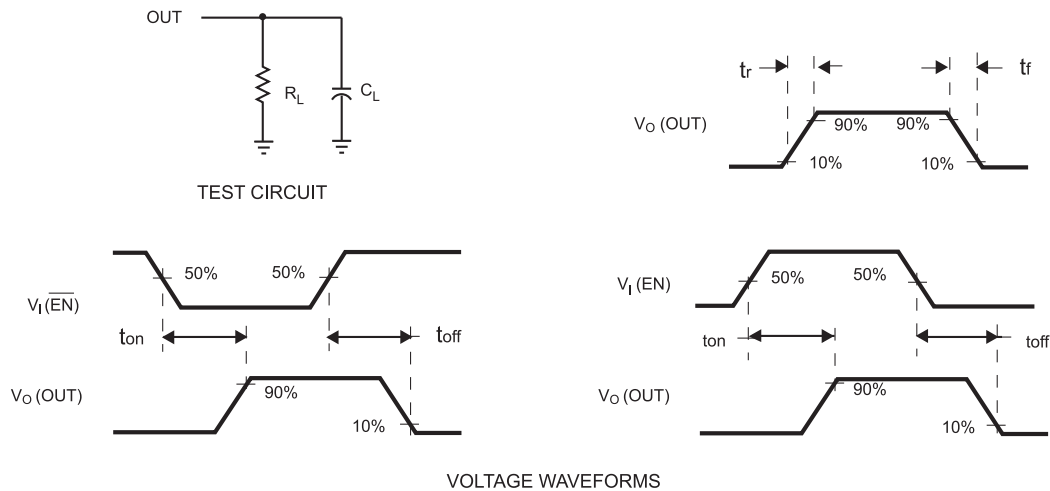 OUT
R_L
C_L
TEST CIRCUIT
tr
tf
V_O (OUT)
90%
90%
10%
10%
V_I (E̅N̅)
50%
50%
ton
toff
V_O (OUT)
90%
10%
V_I (EN)
50%
50%
ton
toff
V_O (OUT)
90%
10%
VOLTAGE WAVEFORMS